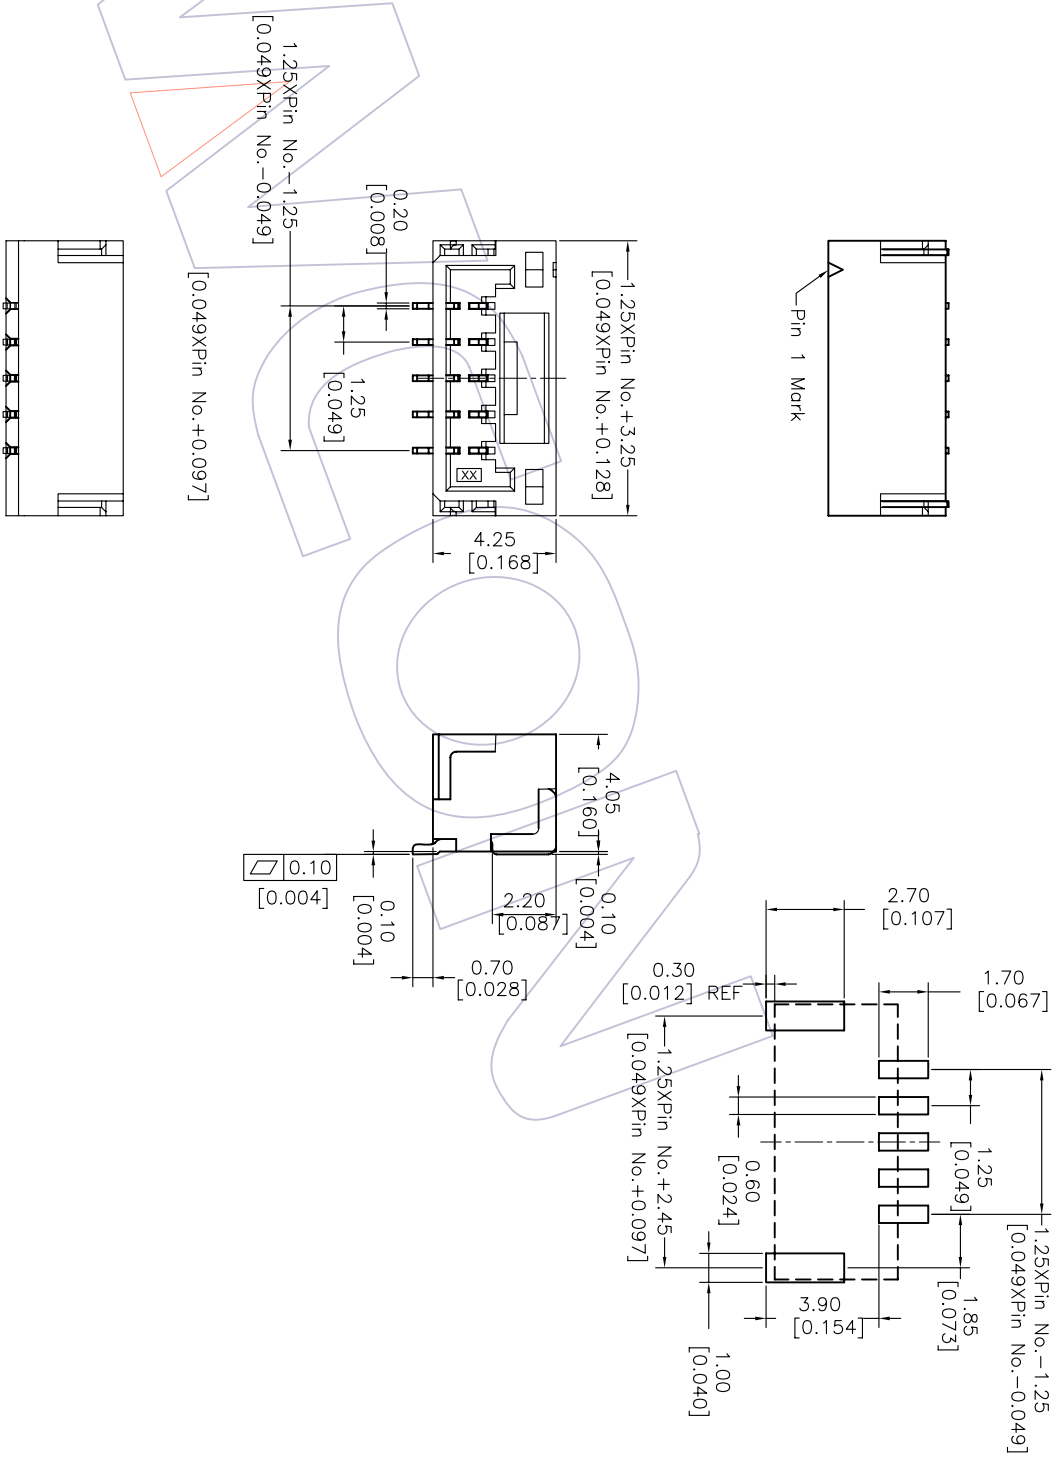 Pin 1 Mark
1.25XPin No.+3.25
[0.049XPin No.+0.128]
0.20
[0.008]
1.25XPin No.-1.25
[0.049XPin No.-0.049]
1.25
[0.049]
XX
4.25
[0.168]
[0.049XPin No.+0.097]
4.05
[0.160]
0.10
[0.004]
2.20
[0.087]
0.10
[0.004]
0.10
[0.004]
0.70
[0.028]
2.70
[0.107]
1.70
[0.067]
0.30
[0.012] REF
1.25
[0.049]
1.25XPin No.-1.25
[0.049XPin No.-0.049]
1.25XPin No.+2.45
[0.049XPin No.+0.097]
0.60
[0.024]
1.85
[0.073]
3.90
[0.154]
1.00
[0.040]